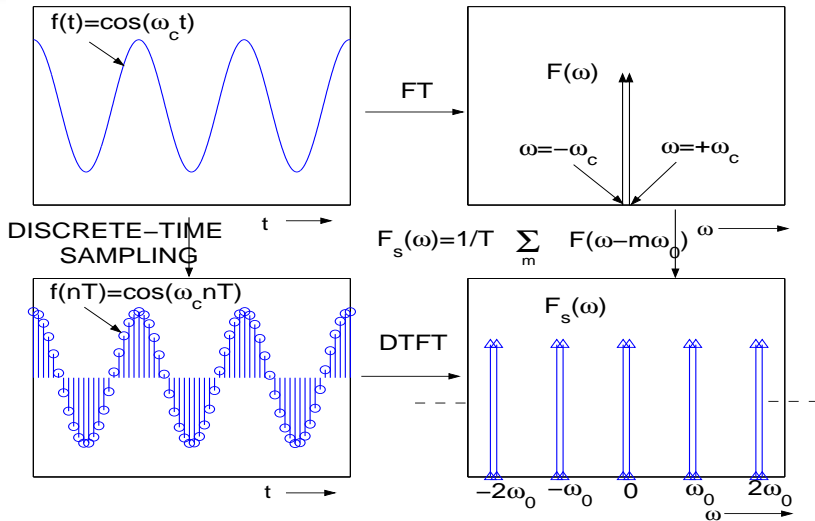 f(t)=cos(ω_c t)
t
FT
F(ω)
ω=−ω_c
ω=+ω_c
ω
DISCRETE−TIME
SAMPLING
F_s(ω)=1/T ∑_m F(ω−mω_0)
f(nT)=cos(ω_c nT)
t
DTFT
F_s(ω)
−2ω_0 −ω_0 0 ω_0 2ω_0
ω